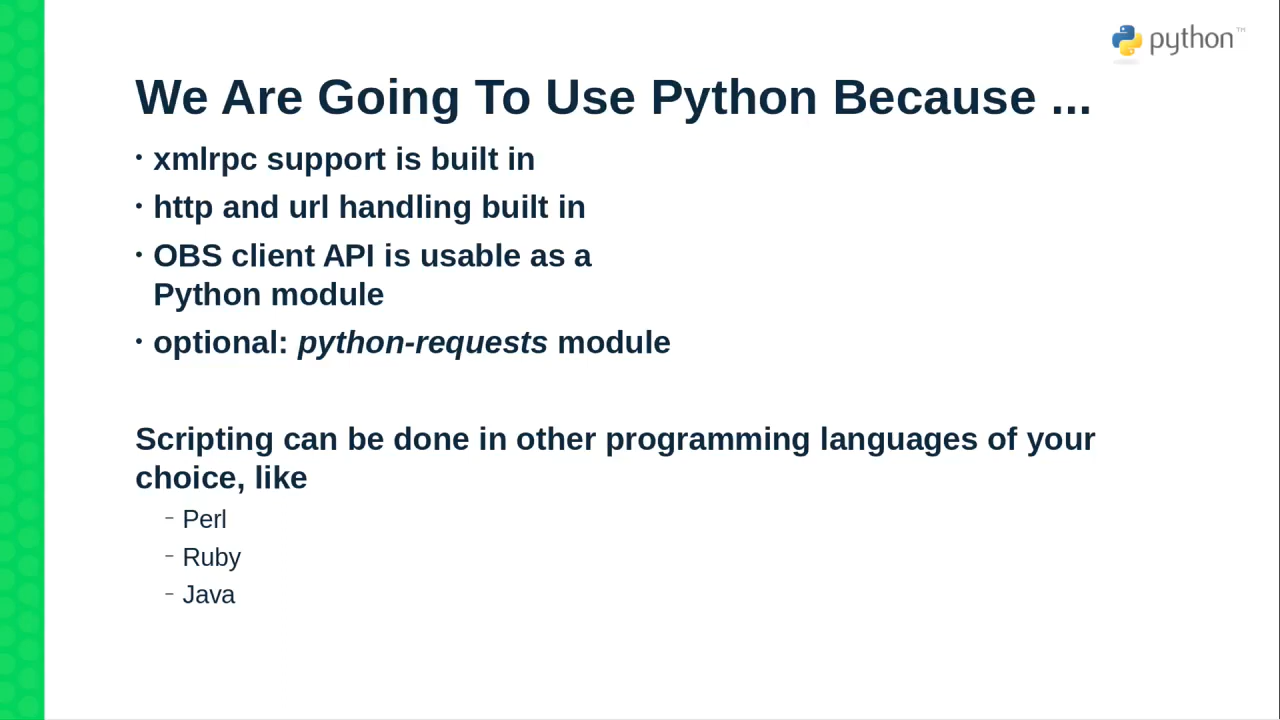 python™
We Are Going To Use Python Because ...
• xmlrpc support is built in
• http and url handling built in
• OBS client API is usable as a
Python module
• optional: python-requests module
Scripting can be done in other programming languages of your
choice, like
– Perl
– Ruby
– Java